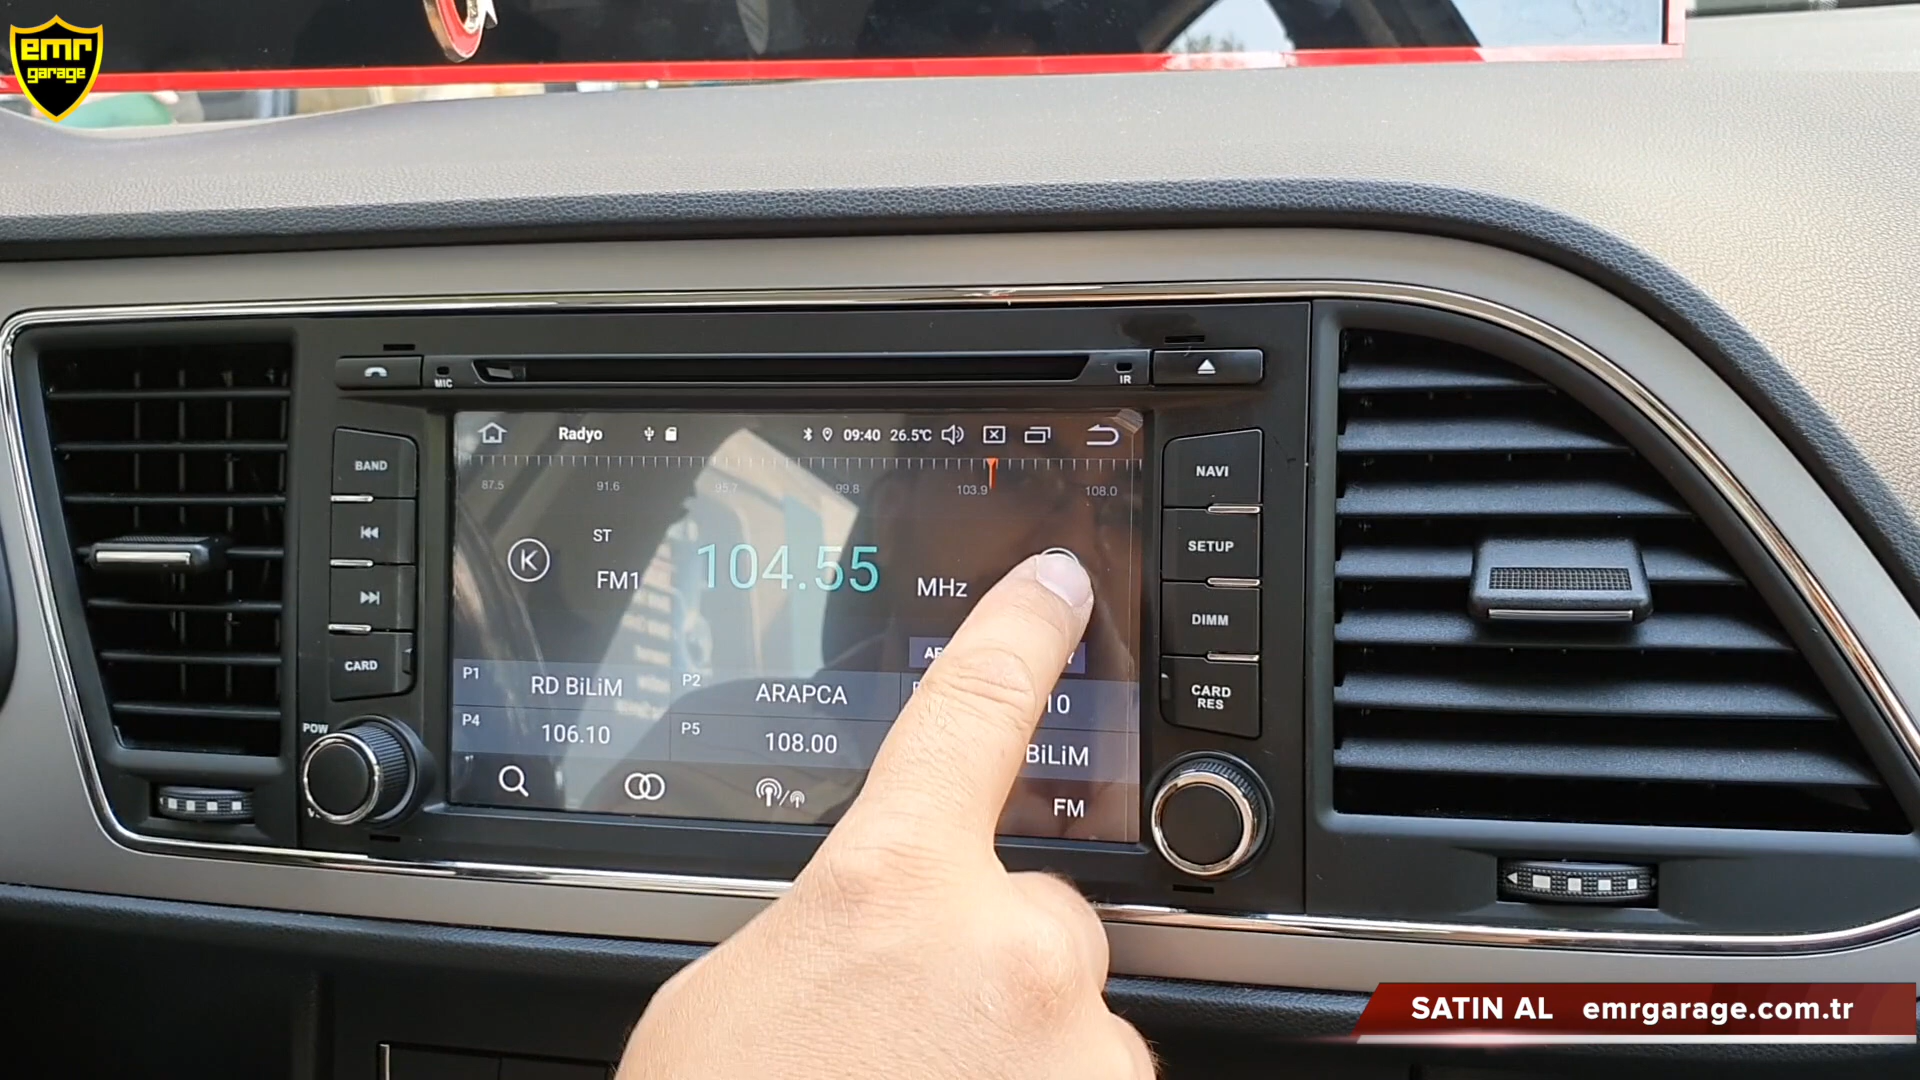 emr
garage
MIC
IR
BAND
CARD
POW
NAVI
SETUP
DIMM
CARD
RES
Radyo
09:40 26.5℃
87.5 91.6 95.7 99.8 103.9 108.0
ST
FM1 104.55 MHz
P1 RD BiLiM P2 ARAPCA
P4 106.10 P5 108.00 BiLiM
FM
SATIN AL emrgarage.com.tr